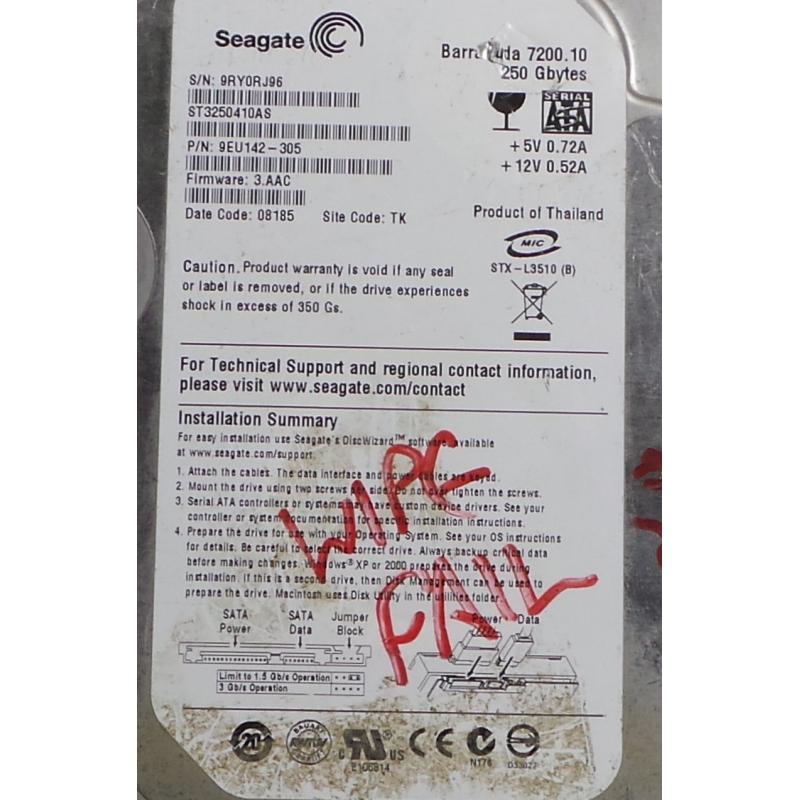 Seagate
Barracuda 7200.10
250 Gbytes
S/N: 9RY0RJ96
SERIAL
ATA
ST3250410AS
+5V 0.72A
P/N: 9EU142-305
+12V 0.52A
Firmware: 3.AAC
Date Code: 08185 Site Code: TK
Product of Thailand
MIC
STX-L3510 (B)
Caution. Product warranty is void if any seal
or label is removed, or if the drive experiences
shock in excess of 350 Gs.
For Technical Support and regional contact information,
please visit www.seagate.com/contact
Installation Summary
For easy installation use Seagate's DiscWizard™ software, available
at www.seagate.com/support.
1. Attach the cables. The data interface and power cables are keyed.
2. Mount the drive using two screws per side. Do not over tighten the screws.
3. Serial ATA controllers or systems may have custom device drivers. See your
controller or system documentation for specific installation instructions.
4. Prepare the drive for use with your Operating System. See your OS instructions
for details. Be careful to select the correct drive. Always backup critical data
before making changes. Windows® XP or 2000 prepares the drive during
installation. If this is a second drive, then Disk Management can be used to
prepare the drive. Macintosh uses Disk Utility in the utilities folder.
WIPE
FAIL
SATA Power
SATA Data
Jumper Block
Power Data
Limit to 1.5 Gb/s Operation
3 Gb/s Operation
20
BAUART
c RU® US
E106814
CE
N176
D33027